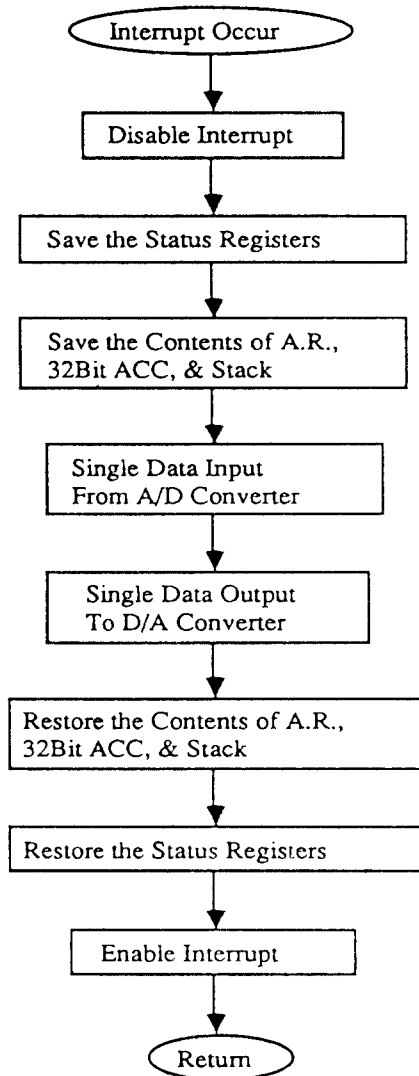 Interrupt Occur
Disable Interrupt
Save the Status Registers
Save the Contents of A.R.,
32Bit ACC, & Stack
Single Data Input
From A/D Converter
Single Data Output
To D/A Converter
Restore the Contents of A.R.,
32Bit ACC, & Stack
Restore the Status Registers
Enable Interrupt
Return